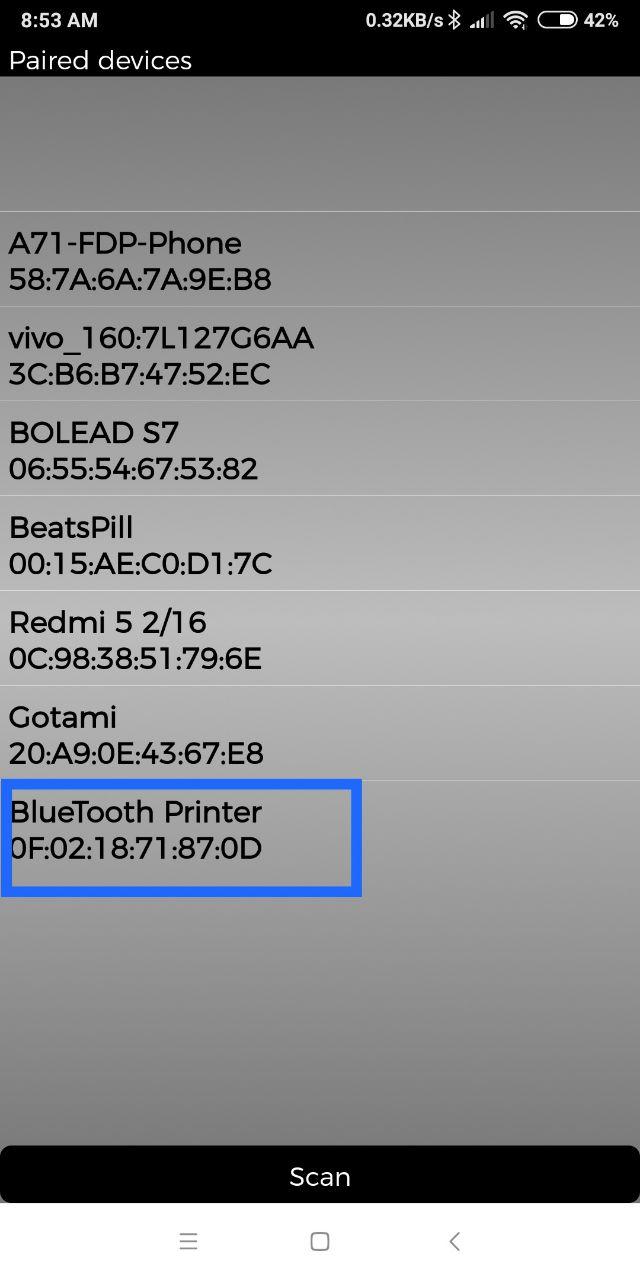 8:53 AM 0.32KB/s 42%
Paired devices
A71-FDP-Phone
58:7A:6A:7A:9E:B8
vivo_160:7L127G6AA
3C:B6:B7:47:52:EC
BOLEAD S7
06:55:54:67:53:82
BeatsPill
00:15:AE:C0:D1:7C
Redmi 5 2/16
0C:98:38:51:79:6E
Gotami
20:A9:0E:43:67:E8
BlueTooth Printer
0F:02:18:71:87:0D
Scan